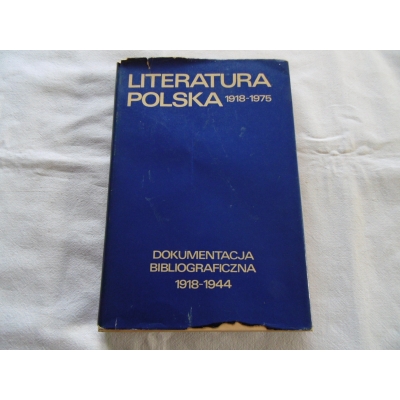 LITERATURA
POLSKA 1918-1975
DOKUMENTACJA
BIBLIOGRAFICZNA
1918-1944